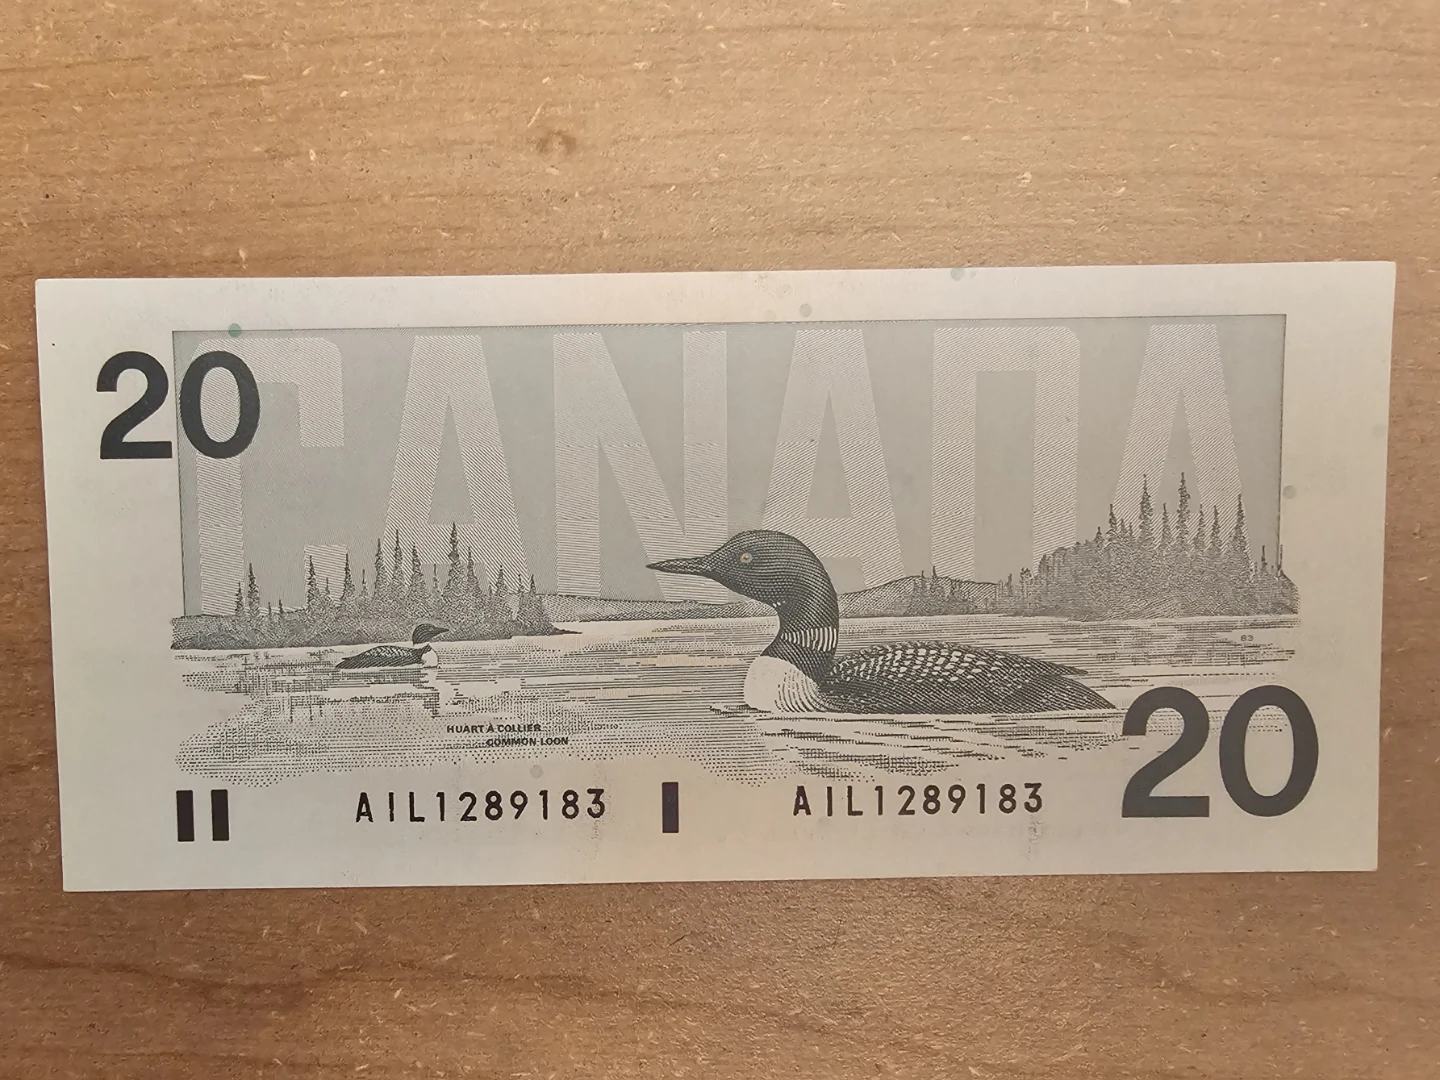 CANADA
20
HUART À COLLIER
COMMON LOON
83
AIL1289183 AIL1289183
20